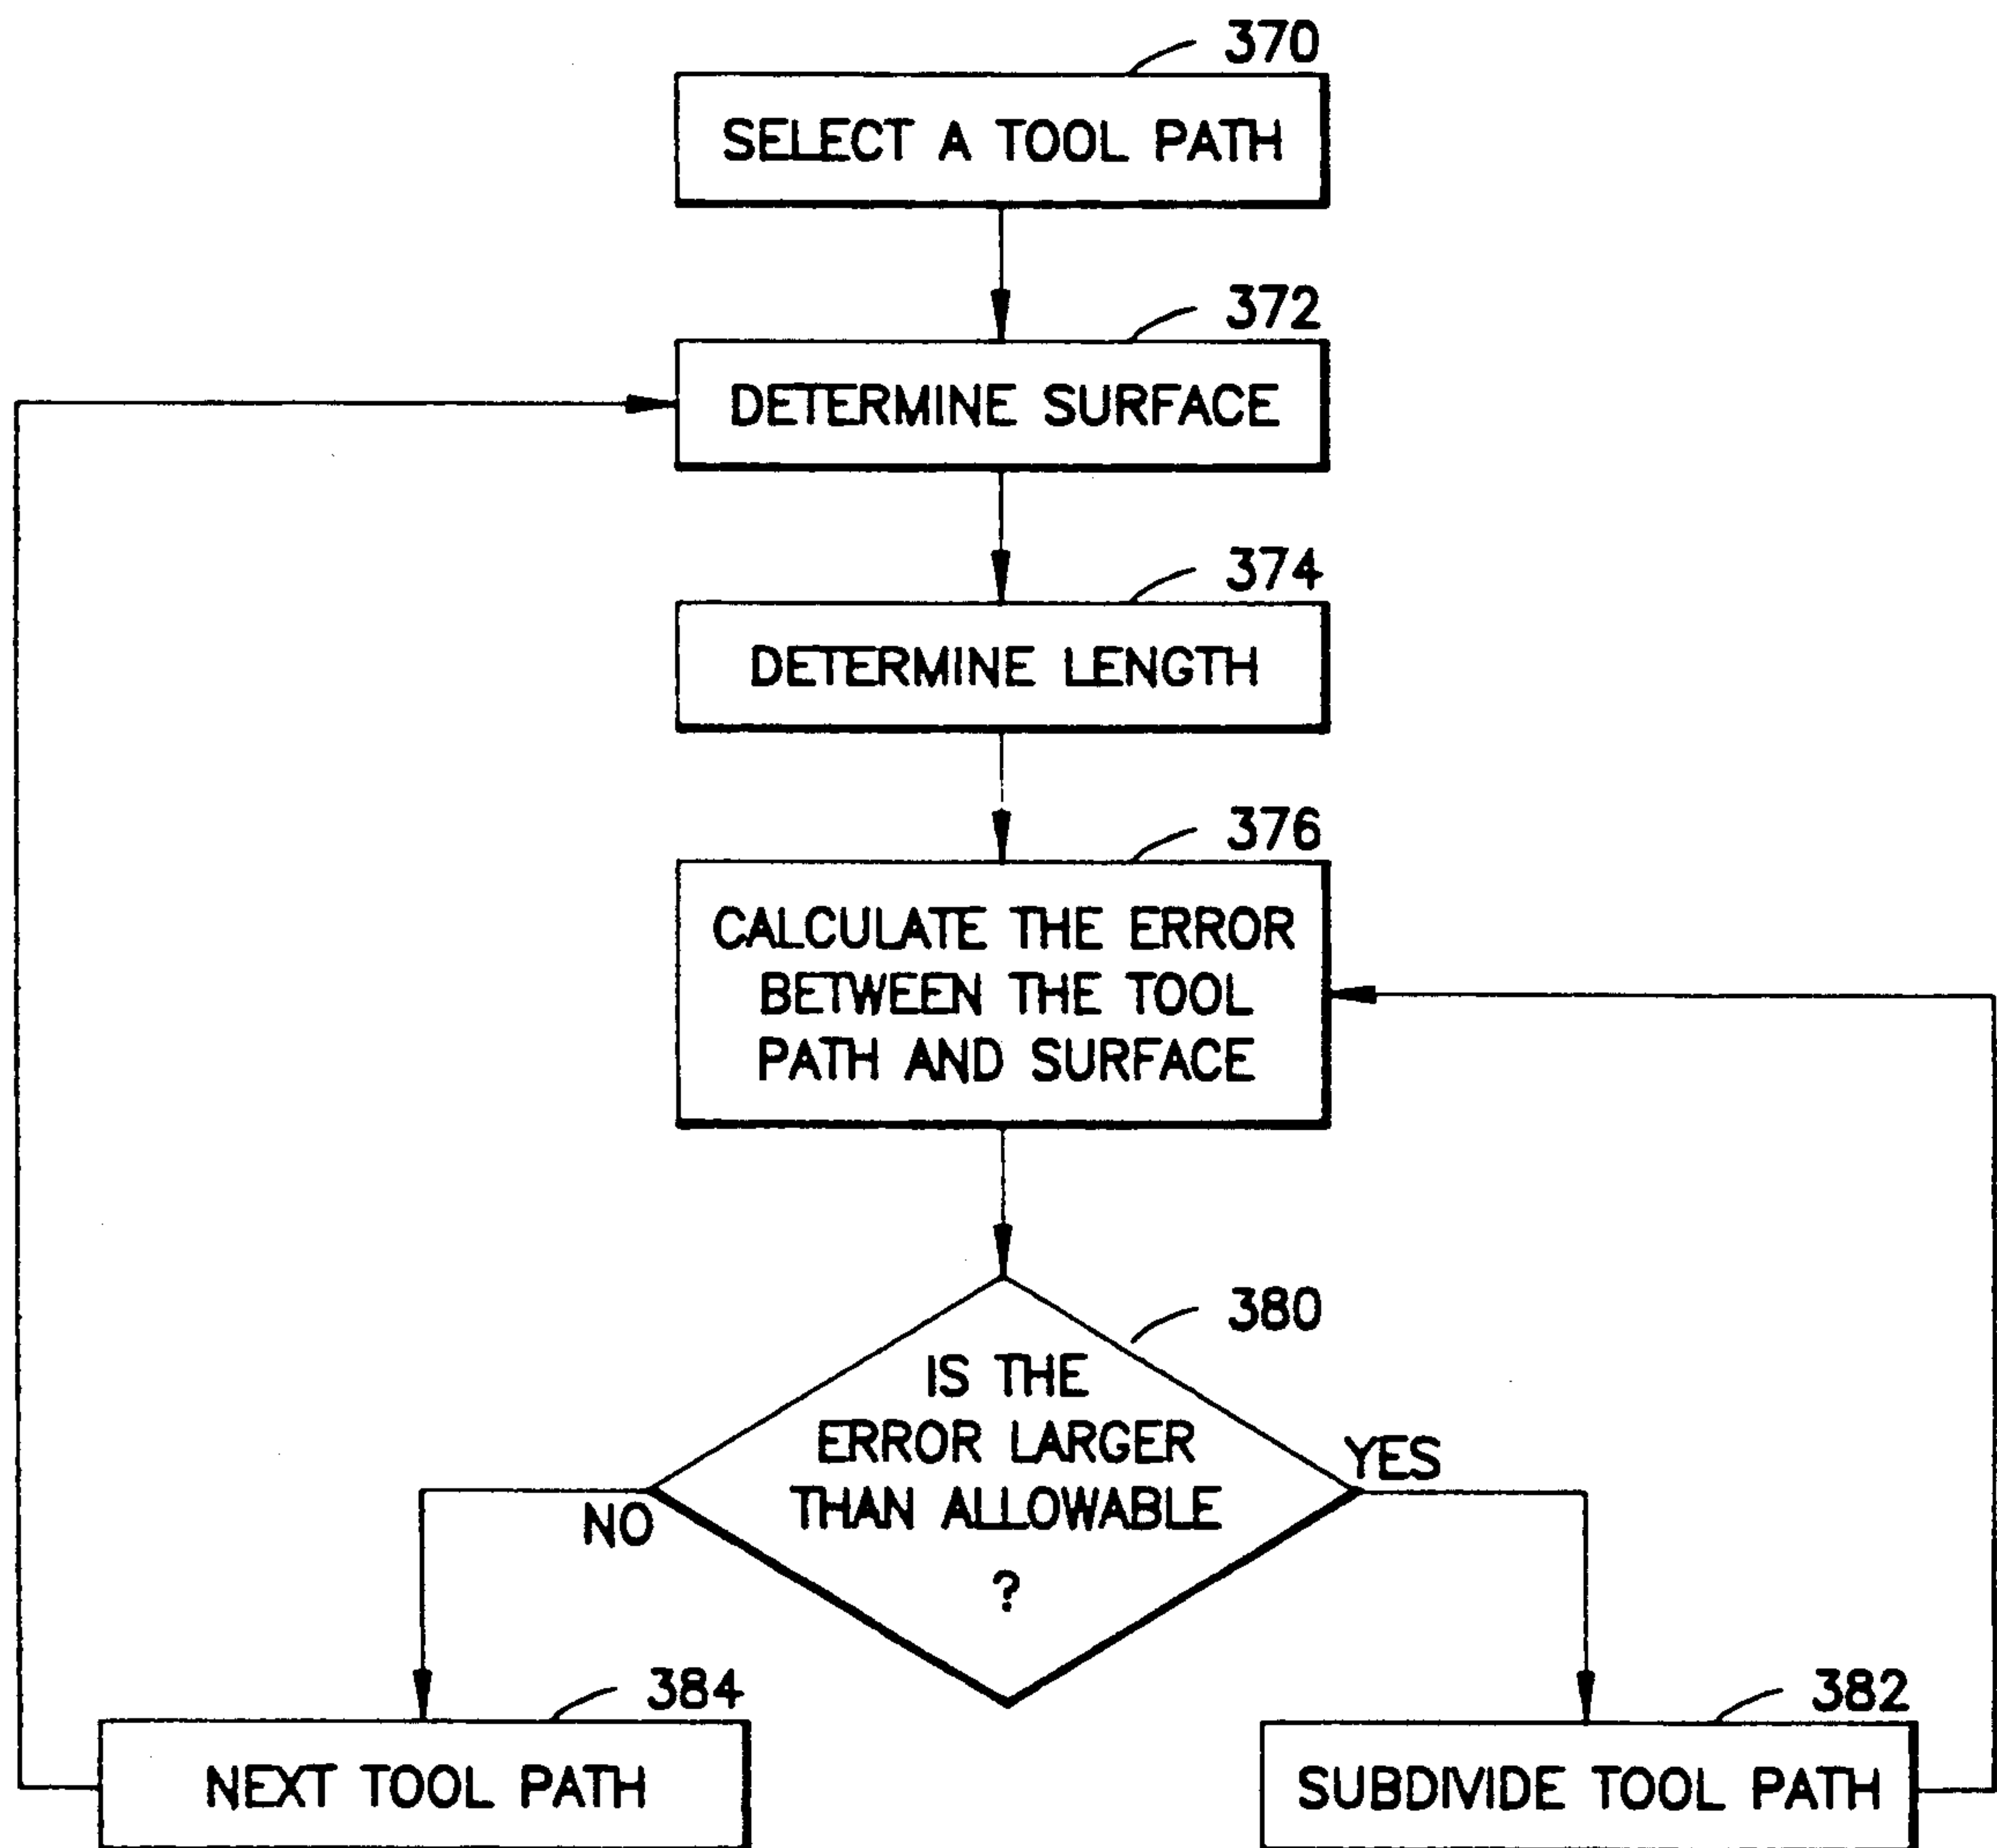 370
SELECT A TOOL PATH
372
DETERMINE SURFACE
374
DETERMINE LENGTH
376
CALCULATE THE ERROR
BETWEEN THE TOOL
PATH AND SURFACE
380
IS THE
ERROR LARGER
THAN ALLOWABLE
?
NO
YES
384
NEXT TOOL PATH
382
SUBDIVIDE TOOL PATH